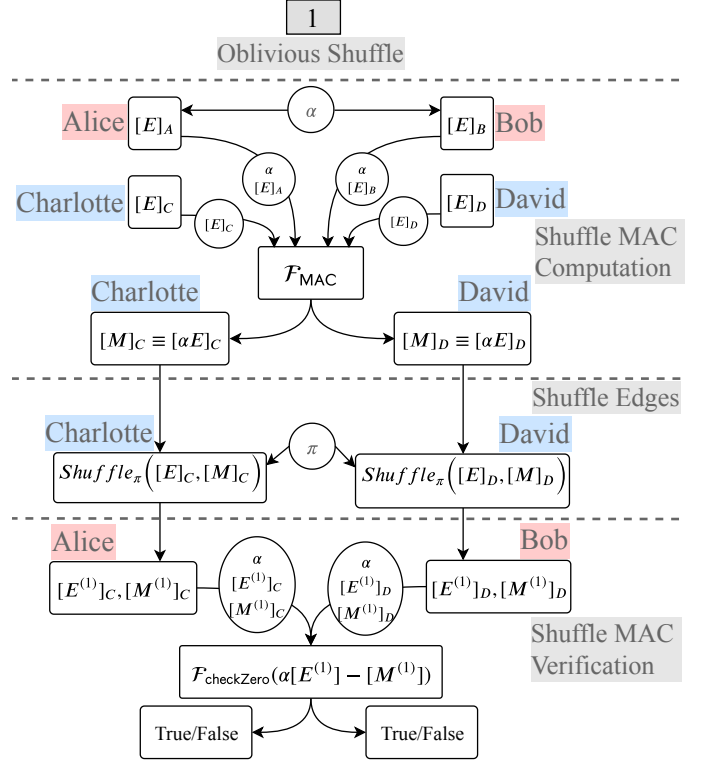 1
Oblivious Shuffle
Alice [E]_A α [E]_B Bob
α
[E]_A
α
[E]_B
Charlotte [E]_C [E]_C [E]_D [E]_D David
Shuffle MAC
Computation
ℱ_MAC
Charlotte
David
[M]_C ≡ [αE]_C
[M]_D ≡ [αE]_D
Shuffle Edges
Charlotte
π
David
Shuffle_π([E]_C,[M]_C)
Shuffle_π([E]_D,[M]_D)
Alice
Bob
[E^(1)]_C,[M^(1)]_C
α
[E^(1)]_C
[M^(1)]_C
α
[E^(1)]_D
[M^(1)]_D
[E^(1)]_D,[M^(1)]_D
Shuffle MAC
Verification
ℱ_checkZero(α[E^(1)] − [M^(1)])
True/False
True/False